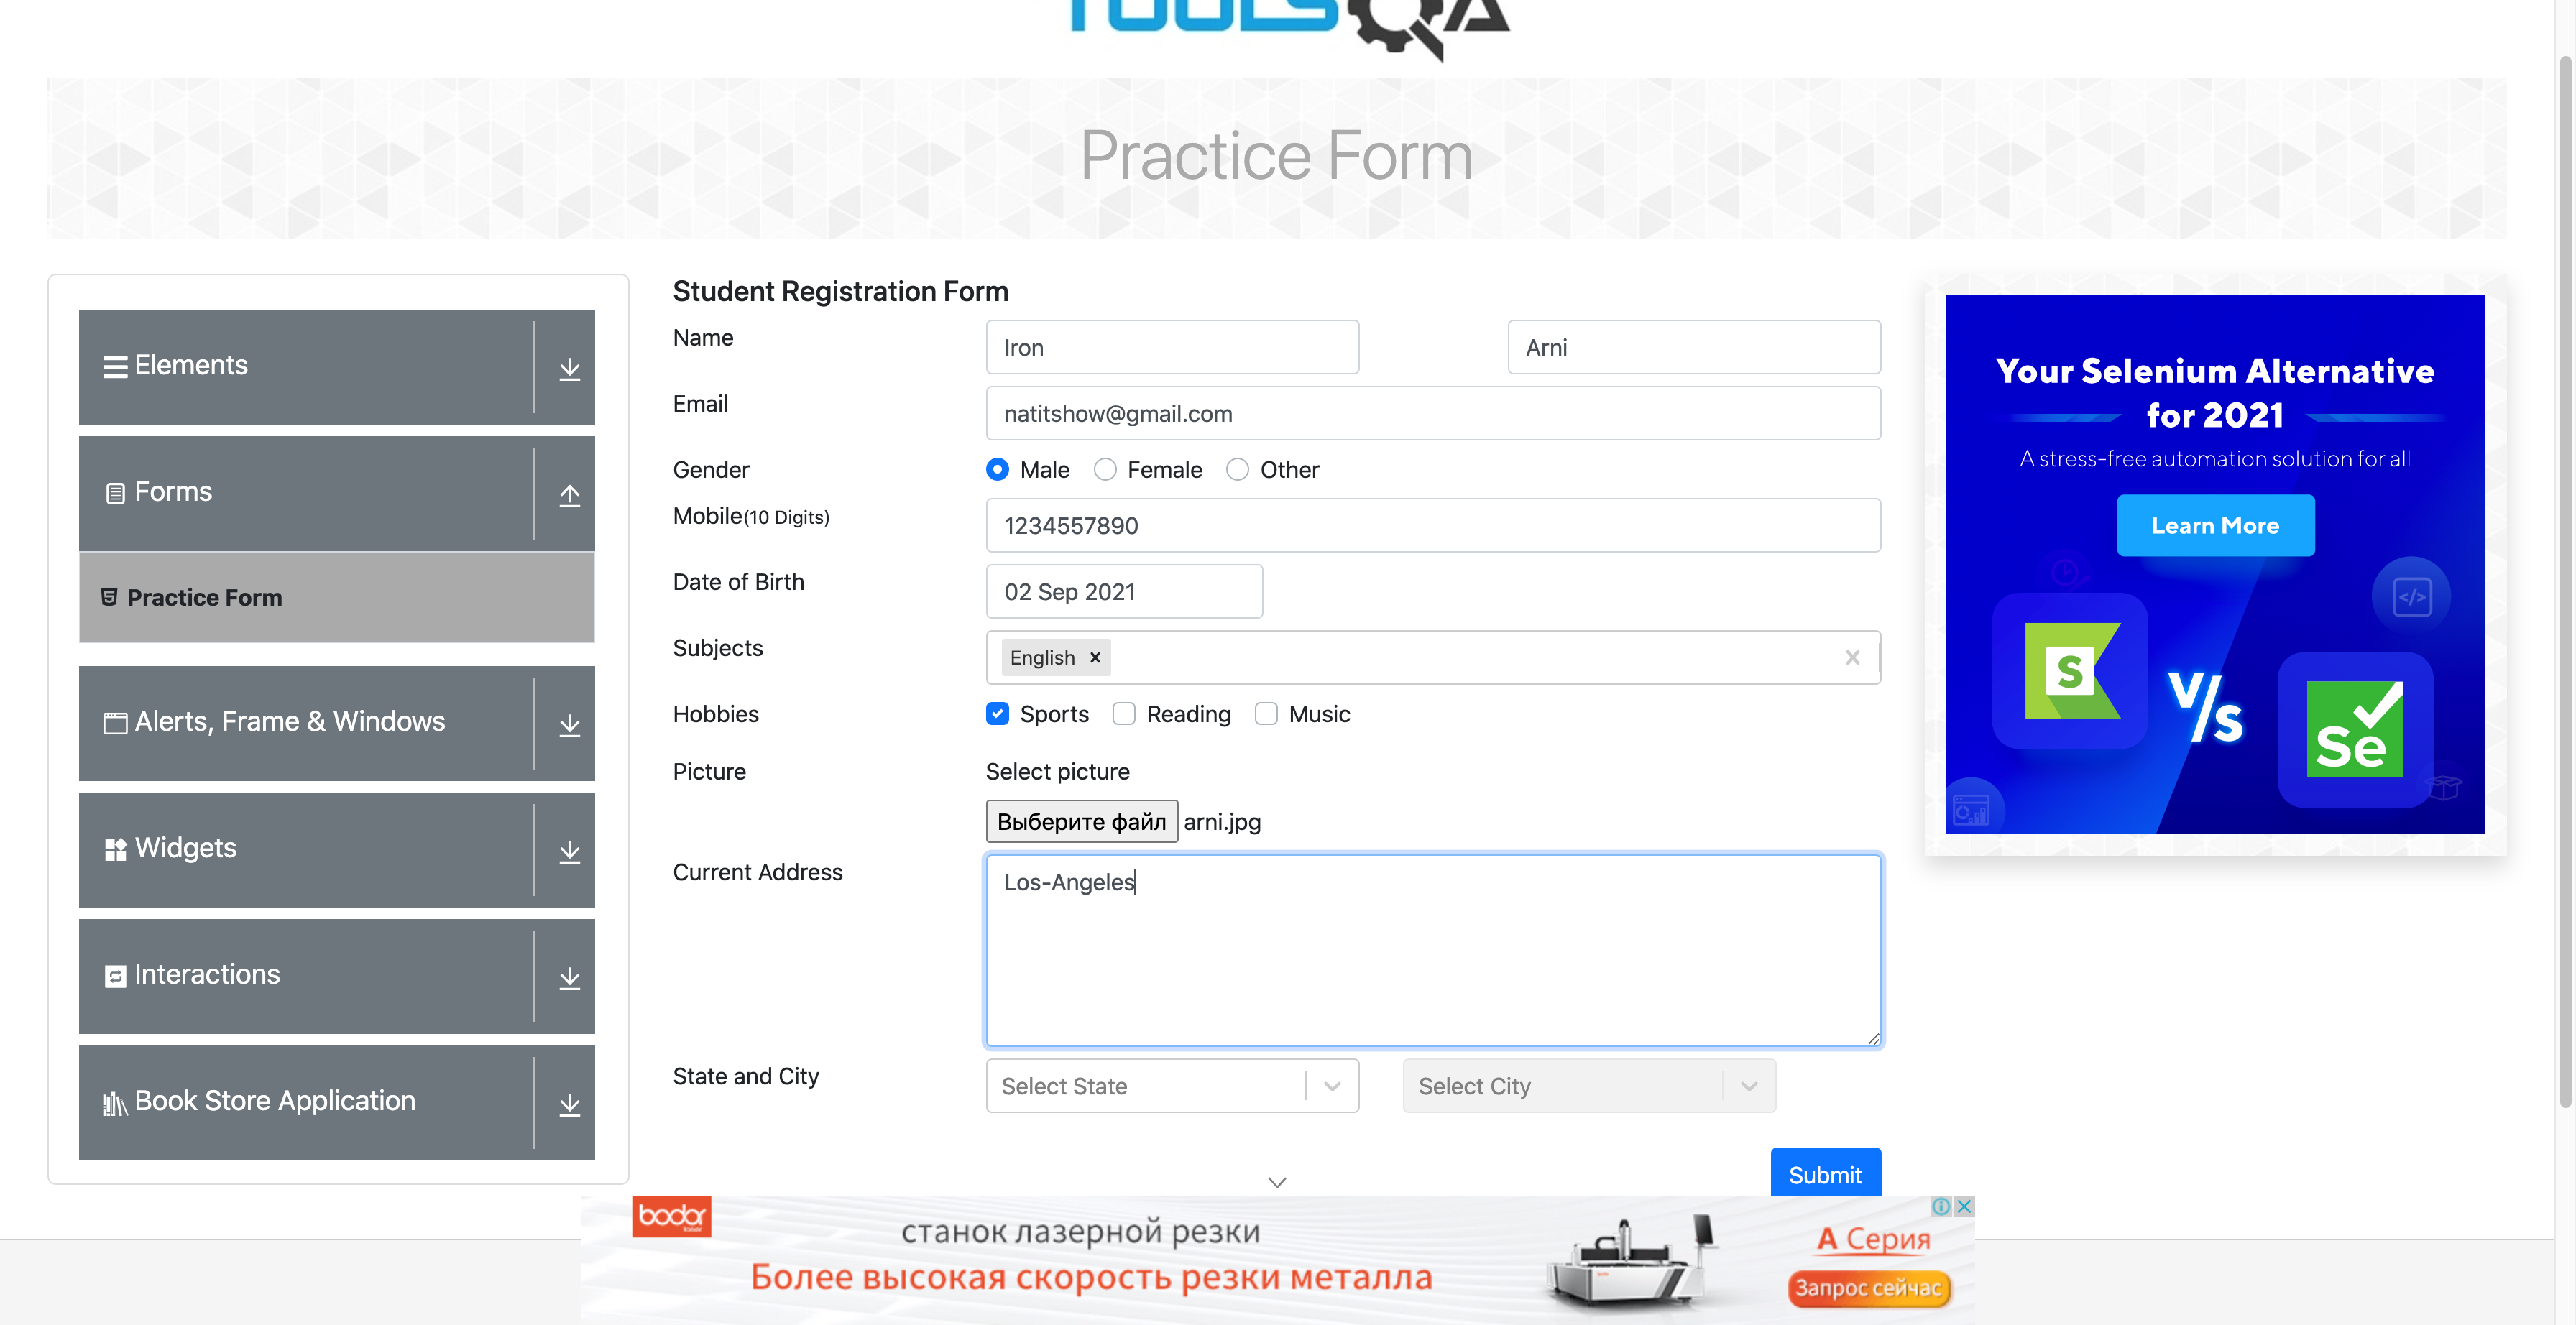 TOOLSQA
Practice Form
Elements
Forms
Practice Form
Alerts, Frame & Windows
Widgets
Interactions
Book Store Application
Student Registration Form
Name
Iron
Arni
Email
natitshow@gmail.com
Gender
Male
Female
Other
Mobile(10 Digits)
1234557890
Date of Birth
02 Sep 2021
Subjects
English
Hobbies
Sports
Reading
Music
Picture
Select picture
Выберите файл arni.jpg
Current Address
Los-Angeles
State and City
Select State
Select City
Submit
Your Selenium Alternative
for 2021
A stress-free automation solution for all
Learn More
S
V/s
Se
</>
bodor
станок лазерной резки
Более высокая скорость резки металла
А Серия
Запрос сейчас